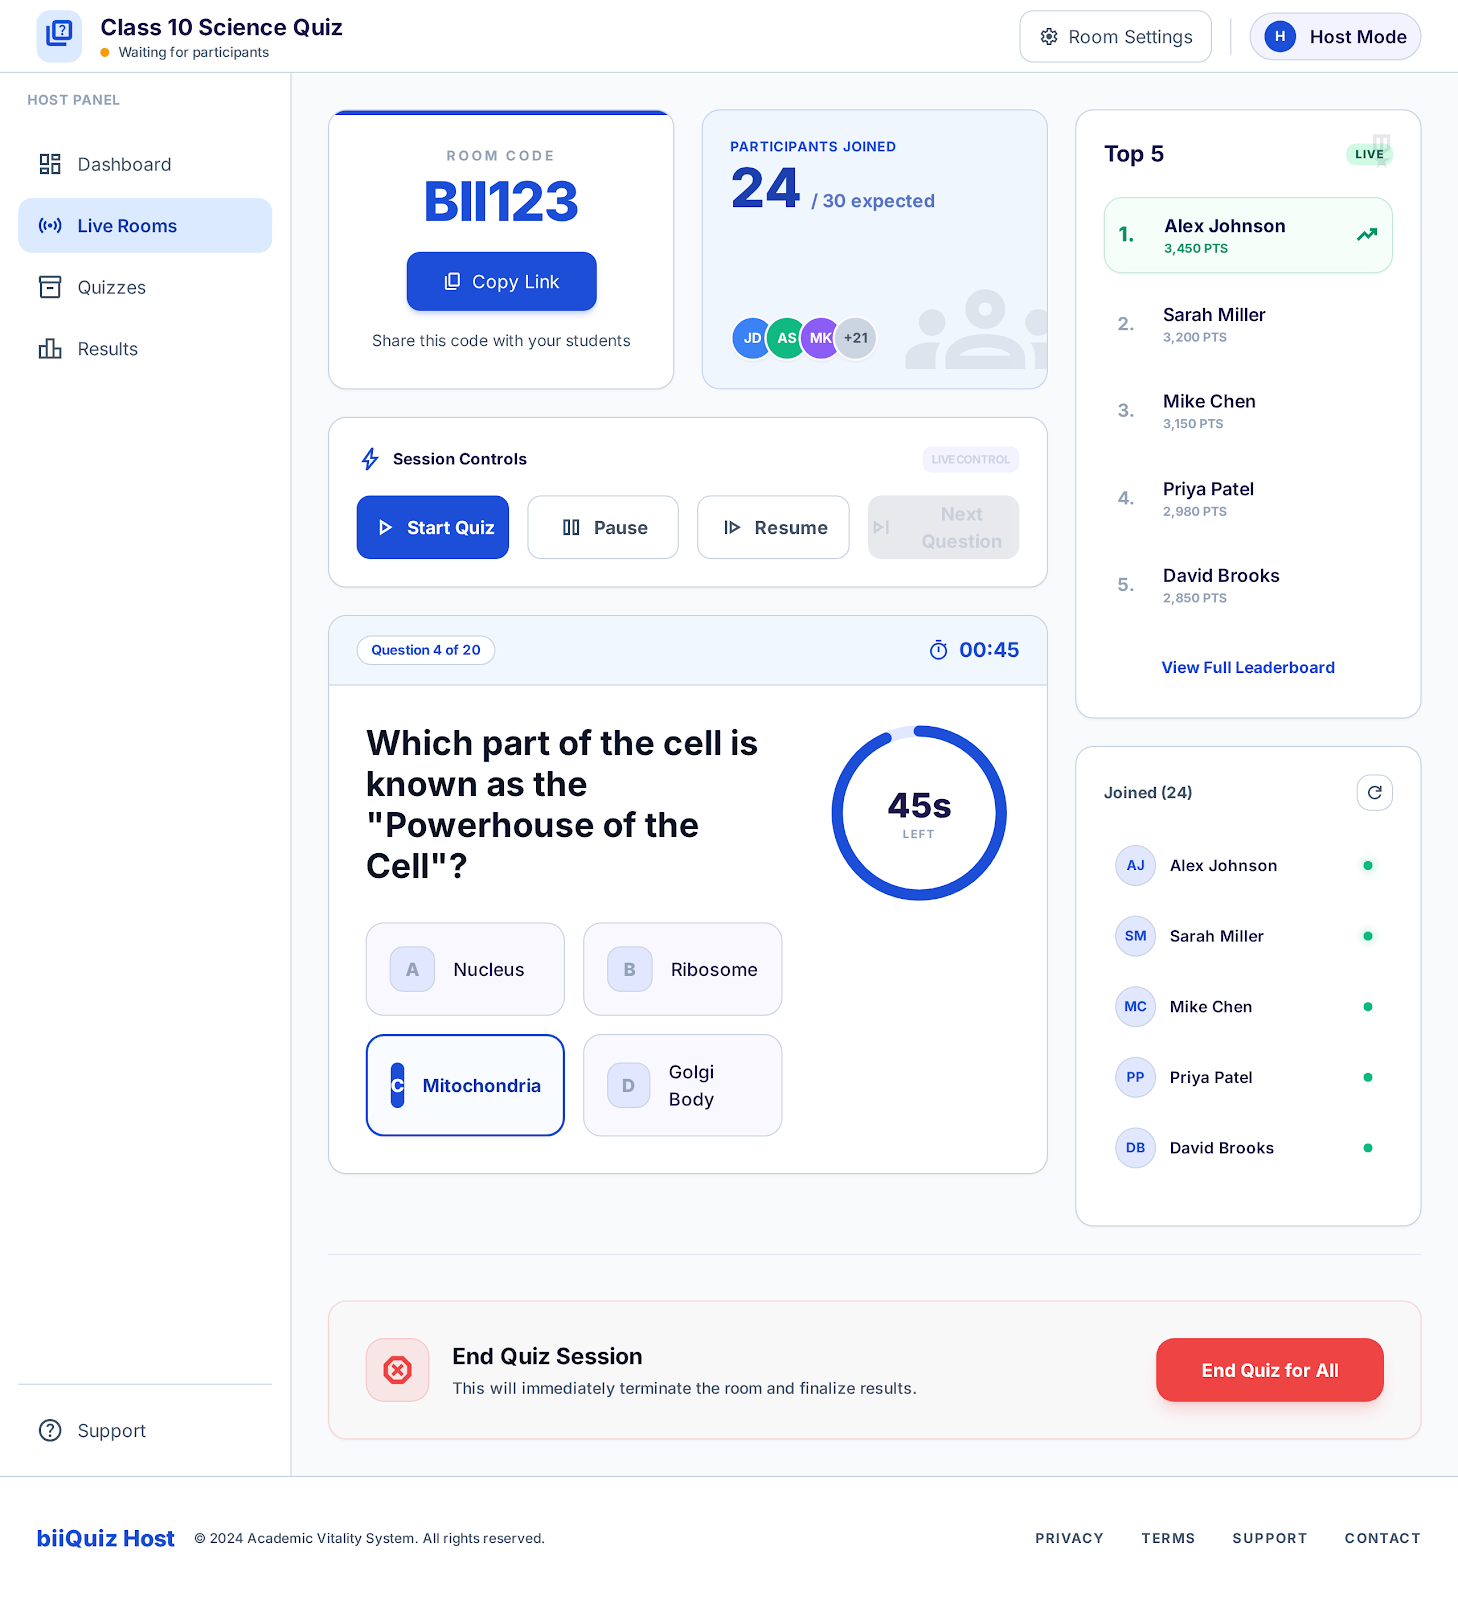 Class 10 Science Quiz
Waiting for participants
Room Settings
H
Host Mode
HOST PANEL
Dashboard
Live Rooms
Quizzes
Results
Support
ROOM CODE
BII123
Copy Link
Share this code with your students
PARTICIPANTS JOINED
24 / 30 expected
JD AS MK +21
Session Controls
LIVE CONTROL
Start Quiz
Pause
Resume
Next
Question
Question 4 of 20
00:45
Which part of the cell is
known as the
"Powerhouse of the
Cell"?
45s
LEFT
A Nucleus
B Ribosome
C Mitochondria
D Golgi
Body
Top 5
LIVE
1. Alex Johnson
3,450 PTS
2. Sarah Miller
3,200 PTS
3. Mike Chen
3,150 PTS
4. Priya Patel
2,980 PTS
5. David Brooks
2,850 PTS
View Full Leaderboard
Joined (24)
AJ Alex Johnson
SM Sarah Miller
MC Mike Chen
PP Priya Patel
DB David Brooks
End Quiz Session
This will immediately terminate the room and finalize results.
End Quiz for All
biiQuiz Host
© 2024 Academic Vitality System. All rights reserved.
PRIVACY
TERMS
SUPPORT
CONTACT